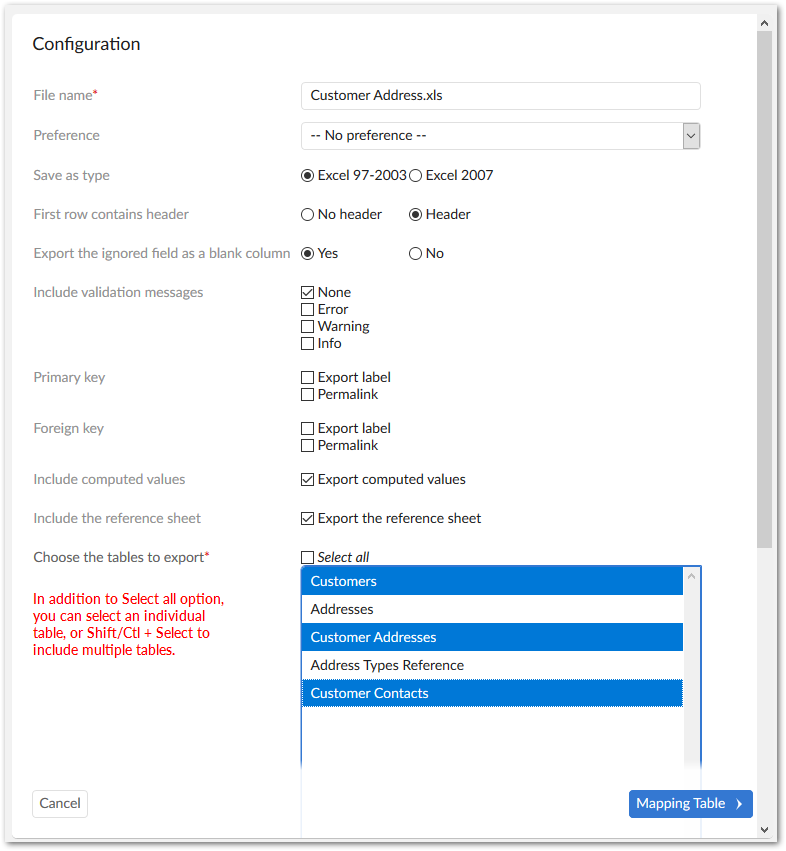 Configuration
File name* Customer Address.xls
Preference -- No preference --
Save as type Excel 97-2003 Excel 2007
First row contains header No header Header
Export the ignored field as a blank column Yes No
Include validation messages None
Error
Warning
Info
Primary key Export label
Permalink
Foreign key Export label
Permalink
Include computed values Export computed values
Include the reference sheet Export the reference sheet
Choose the tables to export* Select all
In addition to Select all option,
you can select an individual
table, or Shift/Ctl + Select to
include multiple tables.
Customers
Addresses
Customer Addresses
Address Types Reference
Customer Contacts
Cancel Mapping Table